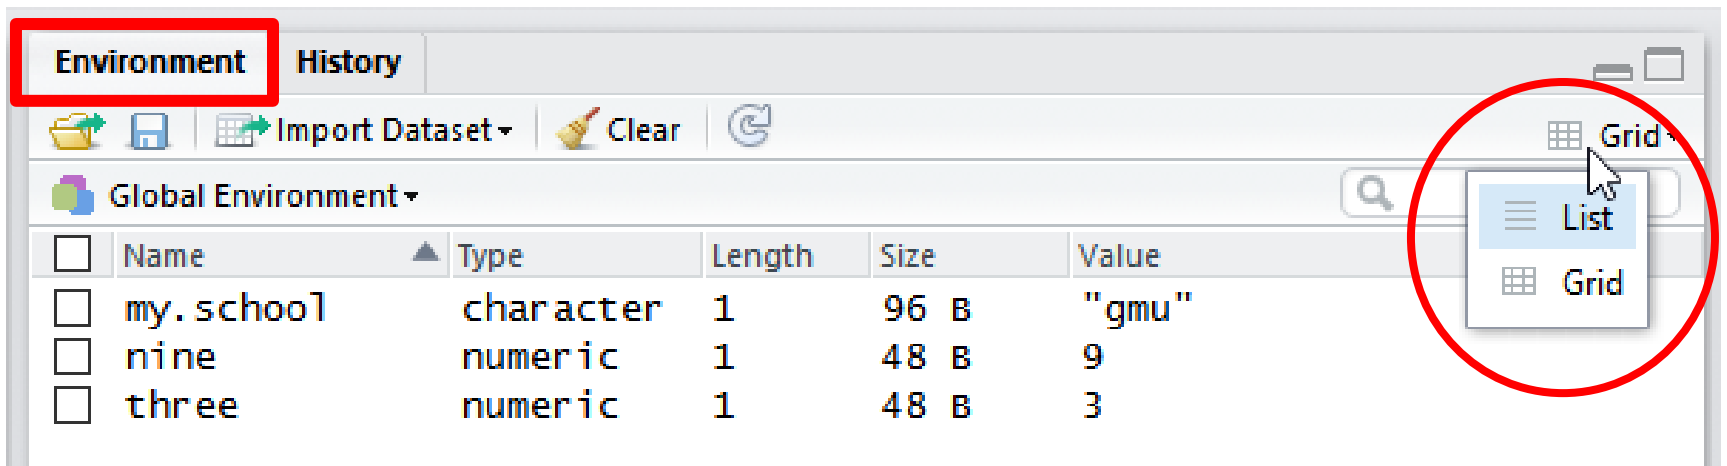 Environment History
Import Dataset Clear Grid
Global Environment
List
Name Type Length Size Value
Grid
my.school character 1 96 B "gmu"
nine numeric 1 48 B 9
three numeric 1 48 B 3